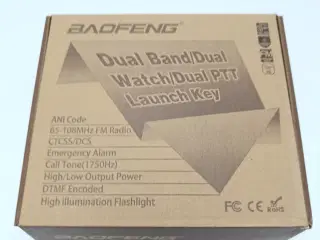 BAOFENG
Dual Band/Dual
Watch/Dual PTT
Launch Key
ANI Code
65-108MHz FM Radio
CTCSS/DCS
Emergency Alarm
Call Tone(1750Hz)
High/Low Output Power
DTMF Encoded
High illumination Flashlight
FC CE RoHS